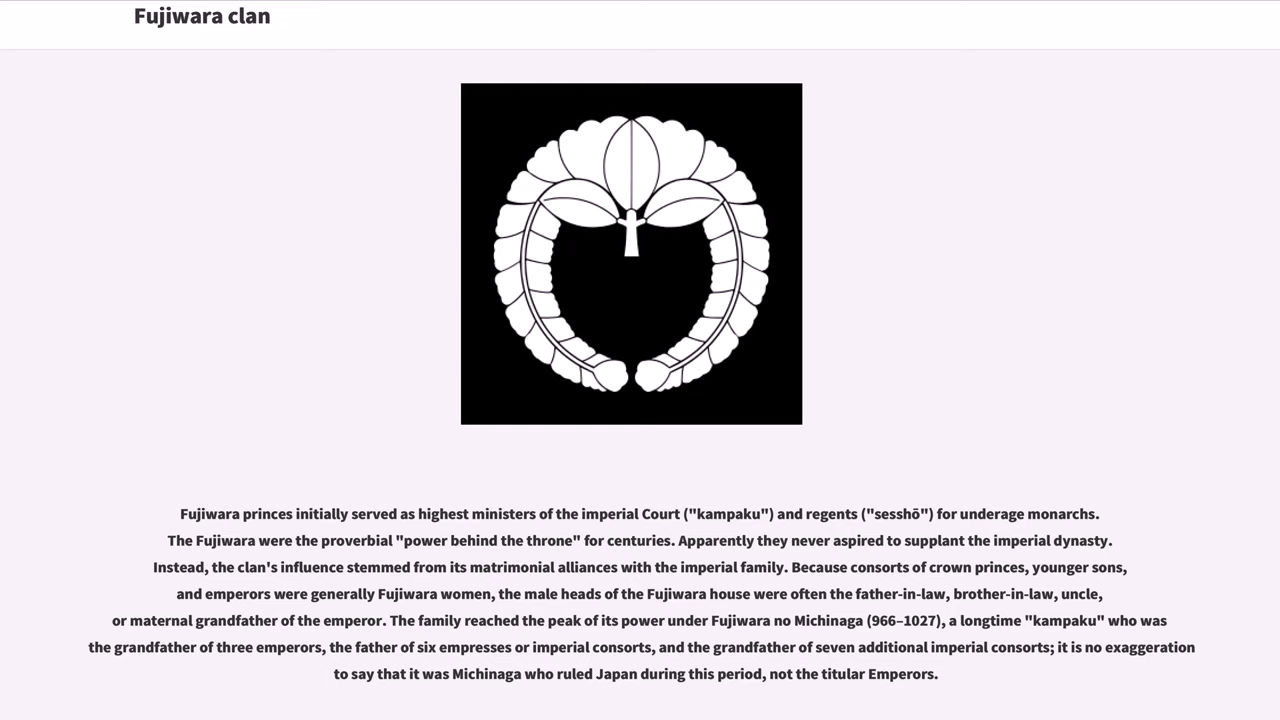 Fujiwara clan
Fujiwara princes initially served as highest ministers of the imperial Court ("kampaku") and regents ("sesshō") for underage monarchs.
The Fujiwara were the proverbial "power behind the throne" for centuries. Apparently they never aspired to supplant the imperial dynasty.
Instead, the clan's influence stemmed from its matrimonial alliances with the imperial family. Because consorts of crown princes, younger sons,
and emperors were generally Fujiwara women, the male heads of the Fujiwara house were often the father-in-law, brother-in-law, uncle,
or maternal grandfather of the emperor. The family reached the peak of its power under Fujiwara no Michinaga (966–1027), a longtime "kampaku" who was
the grandfather of three emperors, the father of six empresses or imperial consorts, and the grandfather of seven additional imperial consorts; it is no exaggeration
to say that it was Michinaga who ruled Japan during this period, not the titular Emperors.